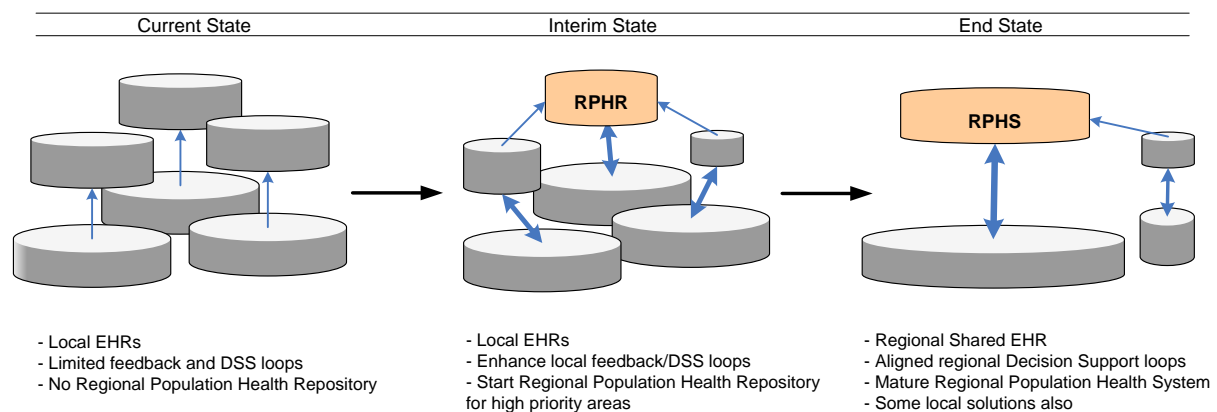 Current State
Interim State
End State
RPHR
RPHS
- Local EHRs
- Limited feedback and DSS loops
- No Regional Population Health Repository
- Local EHRs
- Enhance local feedback/DSS loops
- Start Regional Population Health Repository
for high priority areas
- Regional Shared EHR
- Aligned regional Decision Support loops
- Mature Regional Population Health System
- Some local solutions also